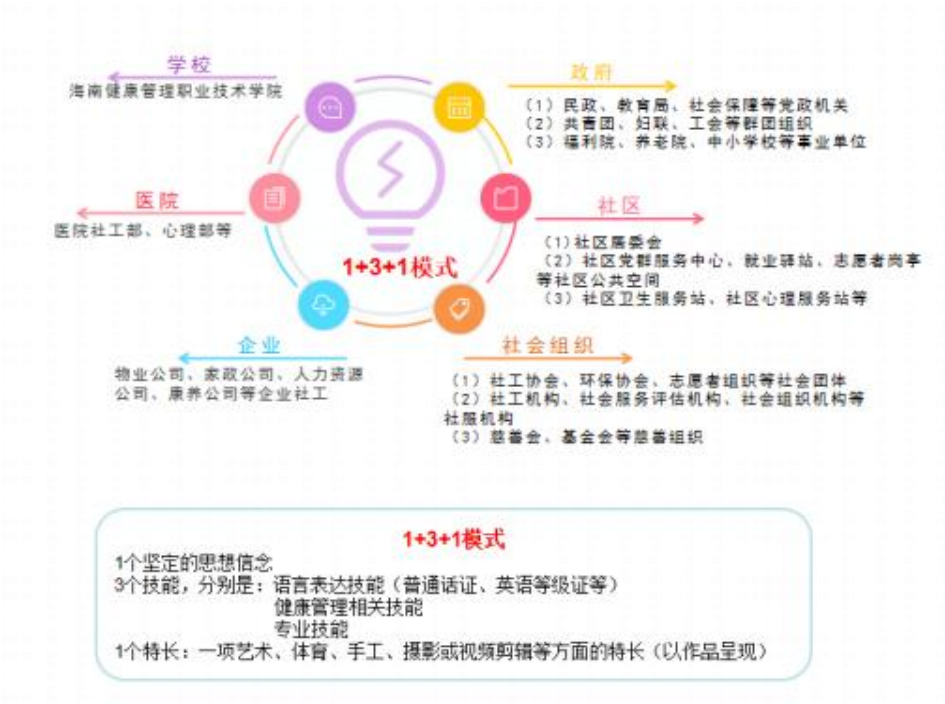 学校
海南健康管理职业技术学院
政府
（1）民政、教育局、社会保障等党政机关
（2）共青团、妇联、工会等群团组织
（3）福利院、养老院、中小学校等事业单位
医院
医院社工部、心理部等
社区
（1）社区居委会
（2）社区党群服务中心、就业驿站、志愿者岗亭
等社区公共空间
（3）社区卫生服务站、社区心理服务站等
1+3+1模式
企业
物业公司、家政公司、人力资源
公司、康养公司等企业社工
社会组织
（1）社工协会、环保协会、志愿者组织等社会团体
（2）社工机构、社会服务评估机构、社会组织机构等
社服机构
（3）慈善会、基金会等慈善组织
1+3+1模式
1个坚定的思想信念
3个技能，分别是：语言表达技能（普通话证、英语等级证等）
健康管理相关技能
专业技能
1个特长：一项艺术、体育、手工、摄影或视频剪辑等方面的特长（以作品呈现）